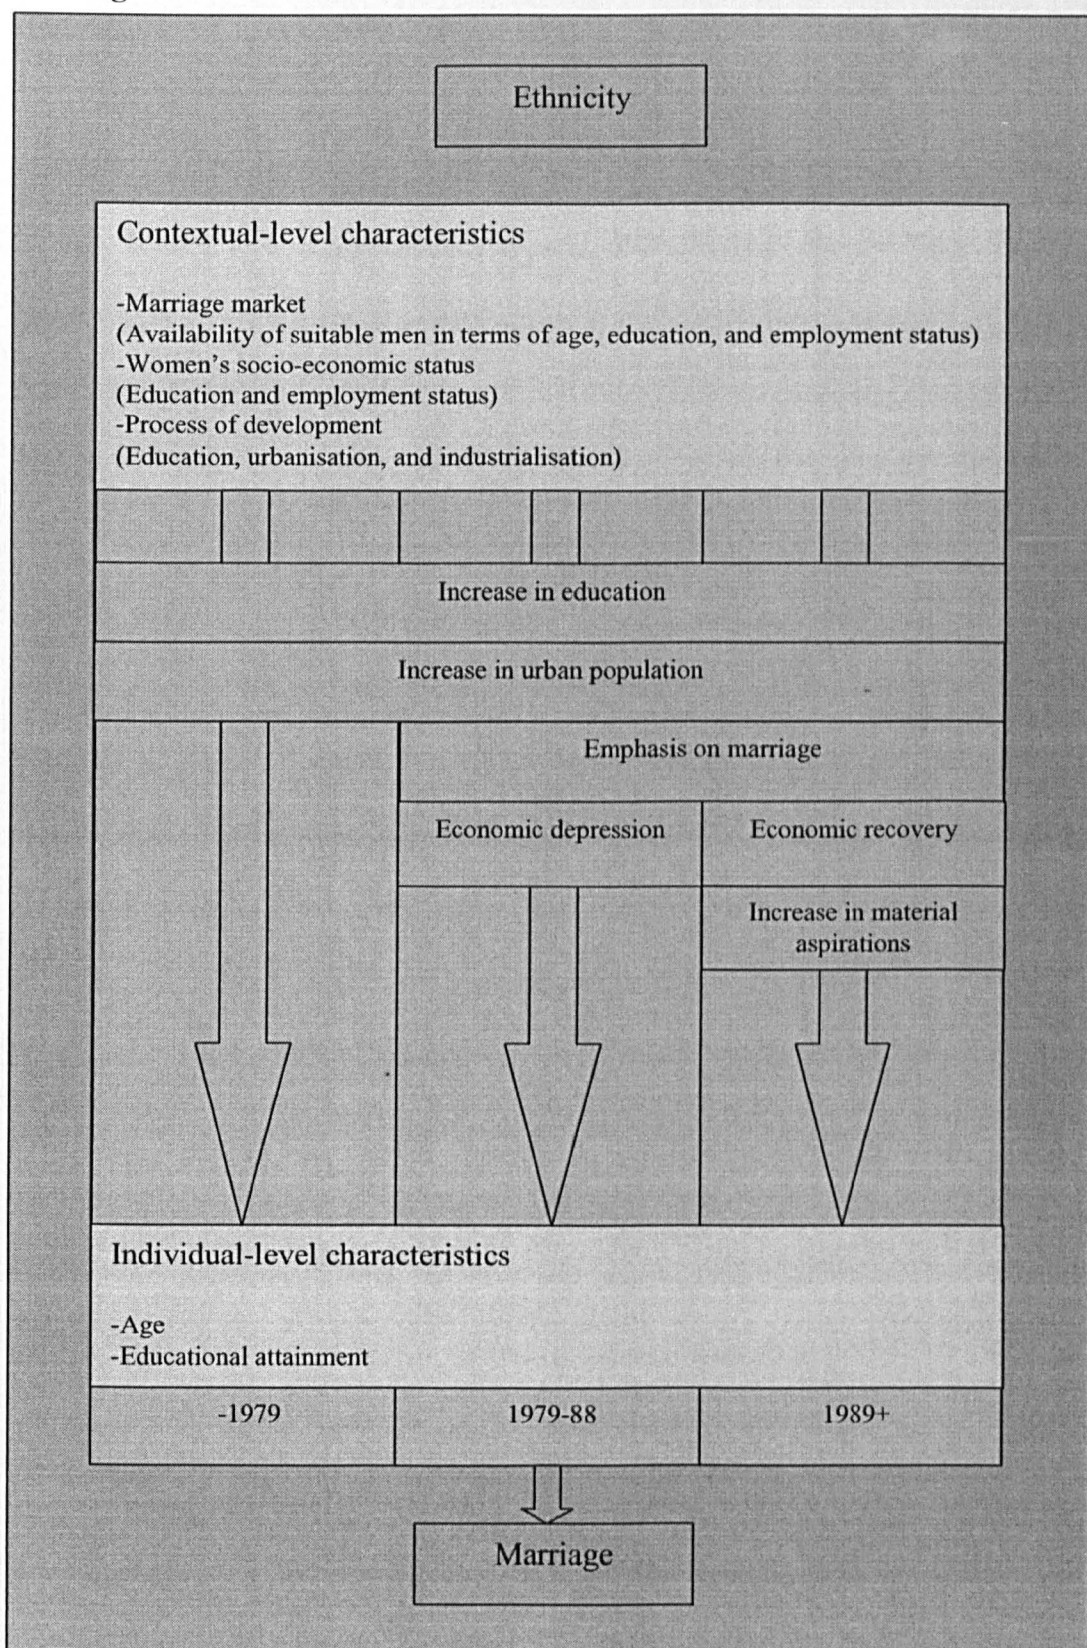 Ethnicity
Contextual-level characteristics
-Marriage market
(Availability of suitable men in terms of age, education, and employment status)
-Women's socio-economic status
(Education and employment status)
-Process of development
(Education, urbanisation, and industrialisation)
Increase in education
Increase in urban population
Emphasis on marriage
Economic depression
Economic recovery
Increase in material
aspirations
Individual-level characteristics
-Age
-Educational attainment
-1979
1979-88
1989+
Marriage